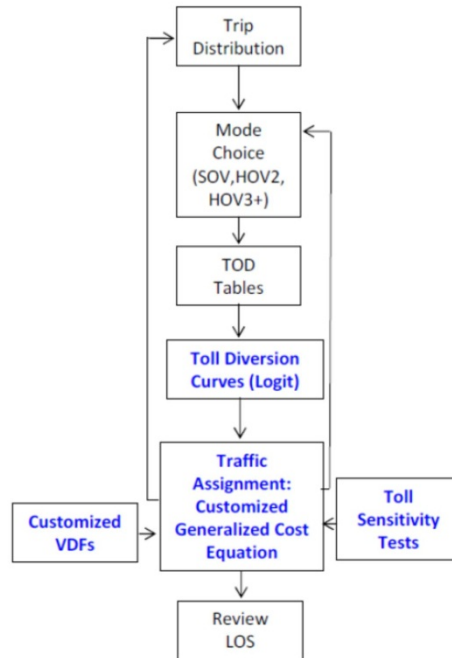 Trip
Distribution
Mode
Choice
(SOV,HOV2,
HOV3+)
TOD
Tables
Toll Diversion
Curves (Logit)
Traffic
Assignment:
Customized
Generalized Cost
Equation
Customized
VDFs
Toll
Sensitivity
Tests
Review
LOS